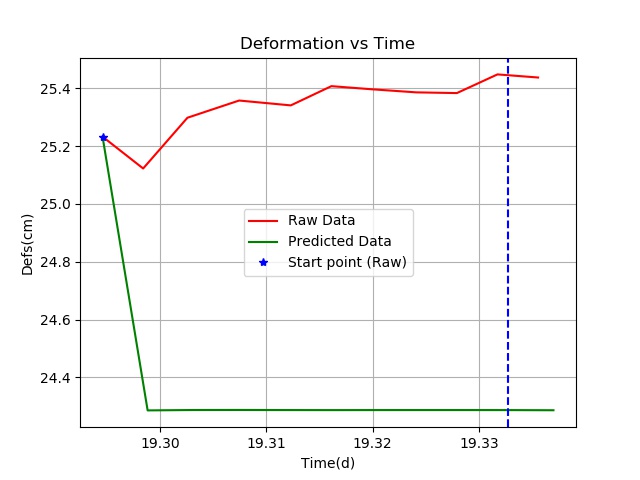 Deformation vs Time
25.4
25.2
25.0
24.8
24.6
24.4
Defs(cm)
Raw Data
Predicted Data
Start point (Raw)
19.30 19.31 19.32 19.33
Time(d)